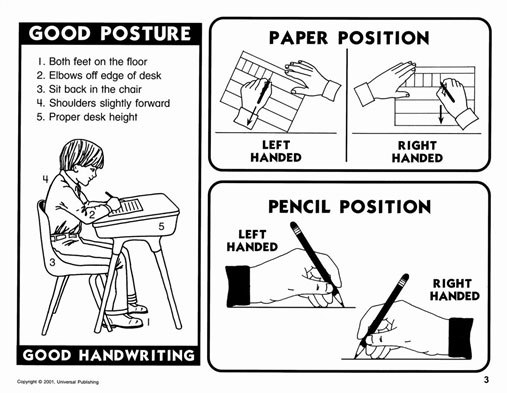 GOOD POSTURE
1. Both feet on the floor
2. Elbows off edge of desk
3. Sit back in the chair
4. Shoulders slightly forward
5. Proper desk height
4
2
5
3
1
GOOD HANDWRITING
PAPER POSITION
LEFT
HANDED
RIGHT
HANDED
PENCIL POSITION
LEFT
HANDED
RIGHT
HANDED
Copyright © 2001, Universal Publishing
3